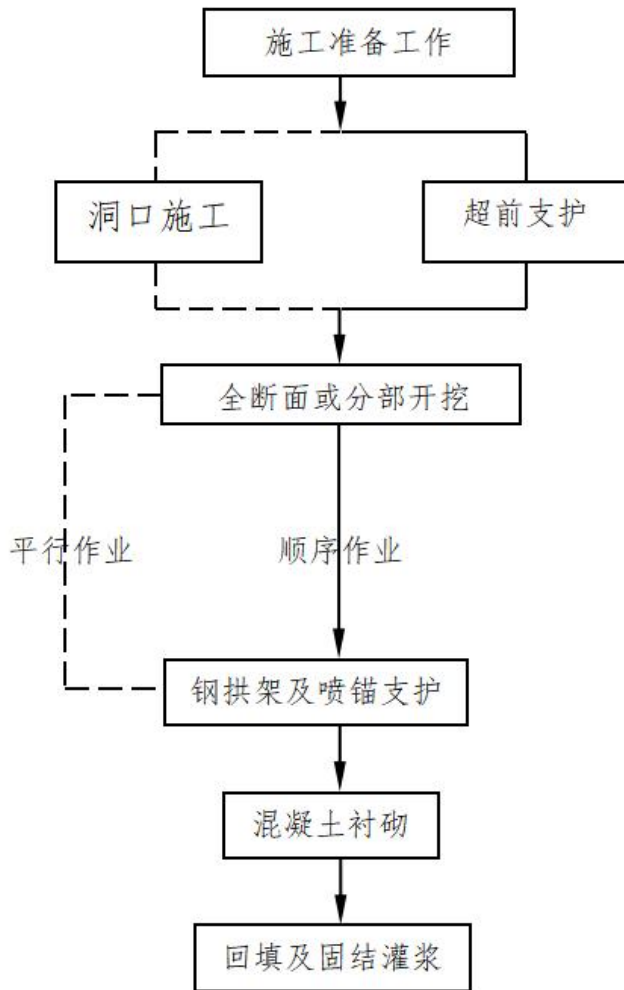 施工准备工作
洞口施工
超前支护
全断面或分部开挖
平行作业
顺序作业
钢拱架及喷锚支护
混凝土衬砌
回填及固结灌浆